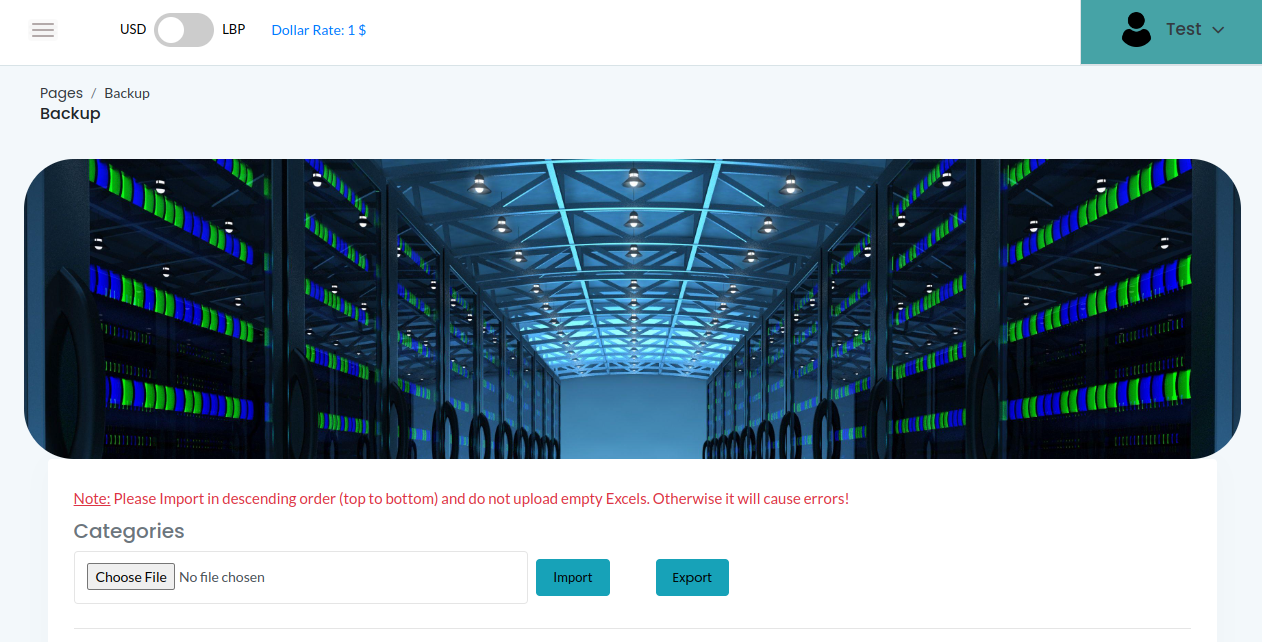 USD LBP Dollar Rate: 1 $ Test
Pages / Backup
Backup
Note: Please Import in descending order (top to bottom) and do not upload empty Excels. Otherwise it will cause errors!
Categories
Choose File No file chosen Import Export